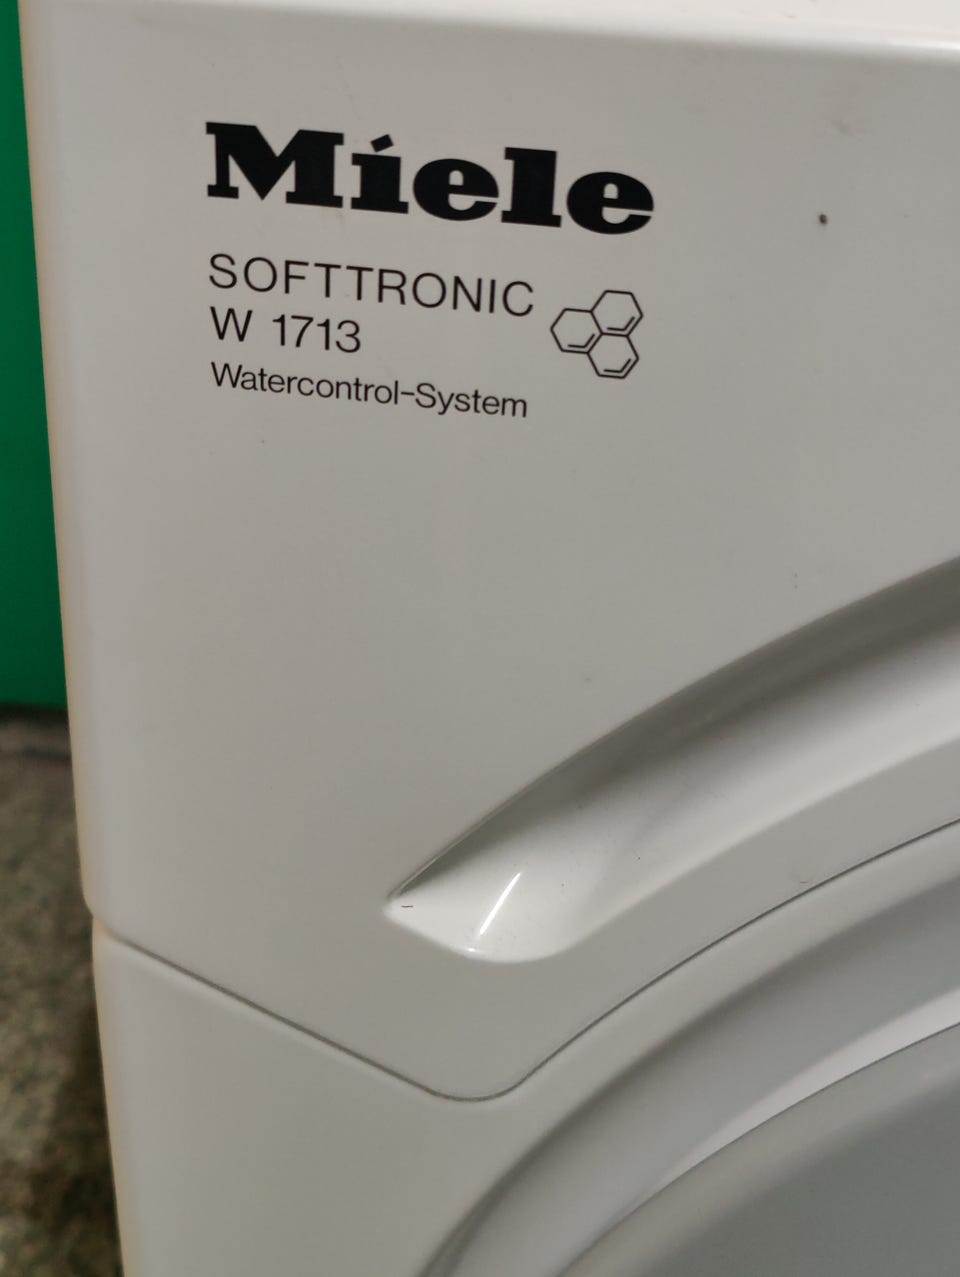 Miele
SOFTTRONIC
W 1713
Watercontrol-System